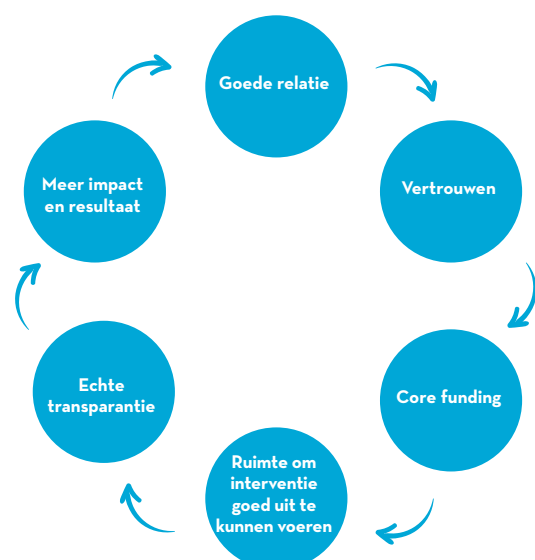 Goede relatie
Vertrouwen
Core funding
Ruimte om
interventie
goed uit te
kunnen voeren
Echte
transparantie
Meer impact
en resultaat